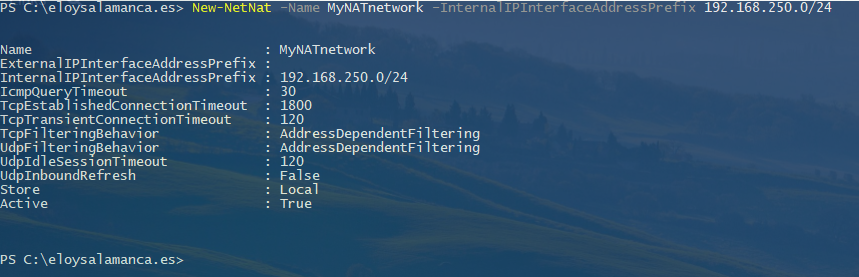 PS C:\eloysalamanca.es> New-NetNat -Name MyNATnetwork -InternalIPInterfaceAddressPrefix 192.168.250.0/24
Name                             : MyNATnetwork
ExternalIPInterfaceAddressPrefix :
InternalIPInterfaceAddressPrefix : 192.168.250.0/24
IcmpQueryTimeout                 : 30
TcpEstablishedConnectionTimeout  : 1800
TcpTransientConnectionTimeout    : 120
TcpFilteringBehavior             : AddressDependentFiltering
UdpFilteringBehavior             : AddressDependentFiltering
UdpIdleSessionTimeout            : 120
UdpInboundRefresh                : False
Store                            : Local
Active                           : True
PS C:\eloysalamanca.es>